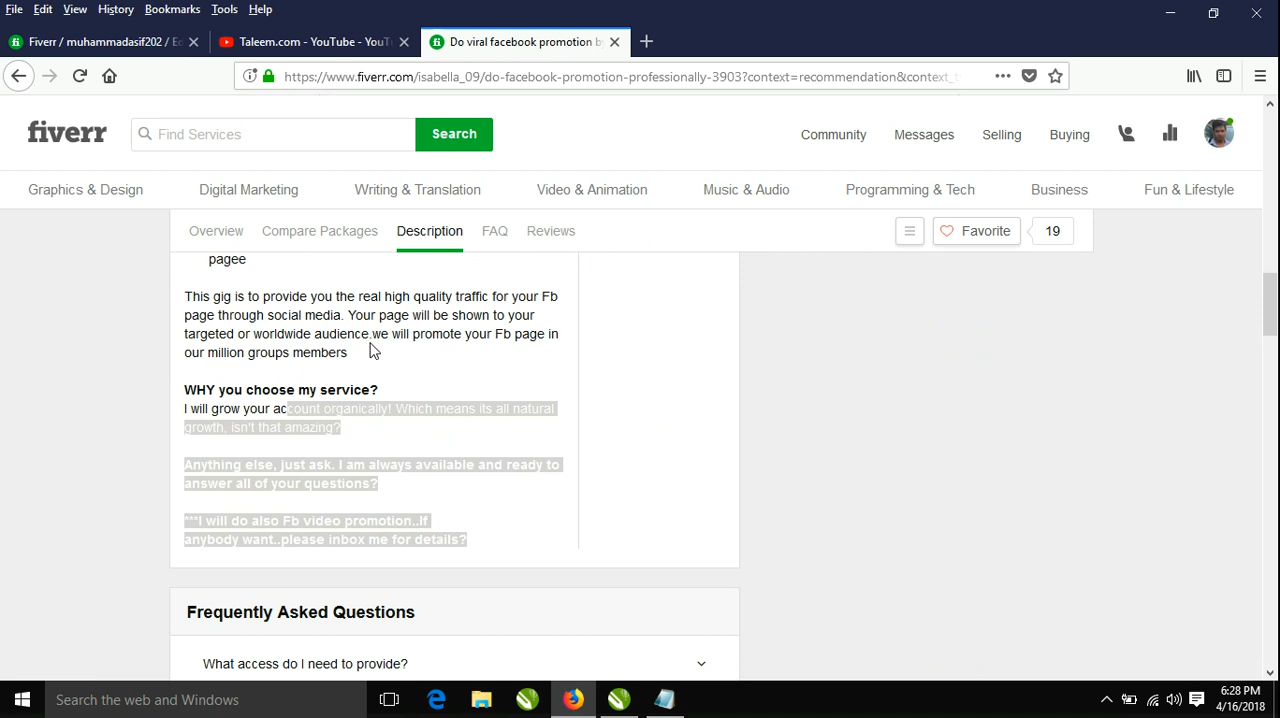 File Edit View History Bookmarks Tools Help
Fiverr / muhammadasif202 / Ed
Taleem.com - YouTube - YouT
Do viral facebook promotion by
https://www.fiverr.com/isabella_09/do-facebook-promotion-professionally-3903?context=recommendation&context_t
fiverr
Find Services
Search
Community Messages Selling Buying
Graphics & Design Digital Marketing Writing & Translation Video & Animation Music & Audio Programming & Tech Business Fun & Lifestyle
Overview Compare Packages Description FAQ Reviews
Favorite 19
pagee
This gig is to provide you the real high quality traffic for your Fb
page through social media. Your page will be shown to your
targeted or worldwide audience.we will promote your Fb page in
our million groups members
WHY you choose my service?
I will grow your account organically! Which means its all natural
growth, isn't that amazing?
Anything else, just ask. I am always available and ready to
answer all of your questions?
***I will do also Fb video promotion..If
anybody want..please inbox me for details?
Frequently Asked Questions
What access do I need to provide?
Search the web and Windows
6:28 PM
4/16/2018